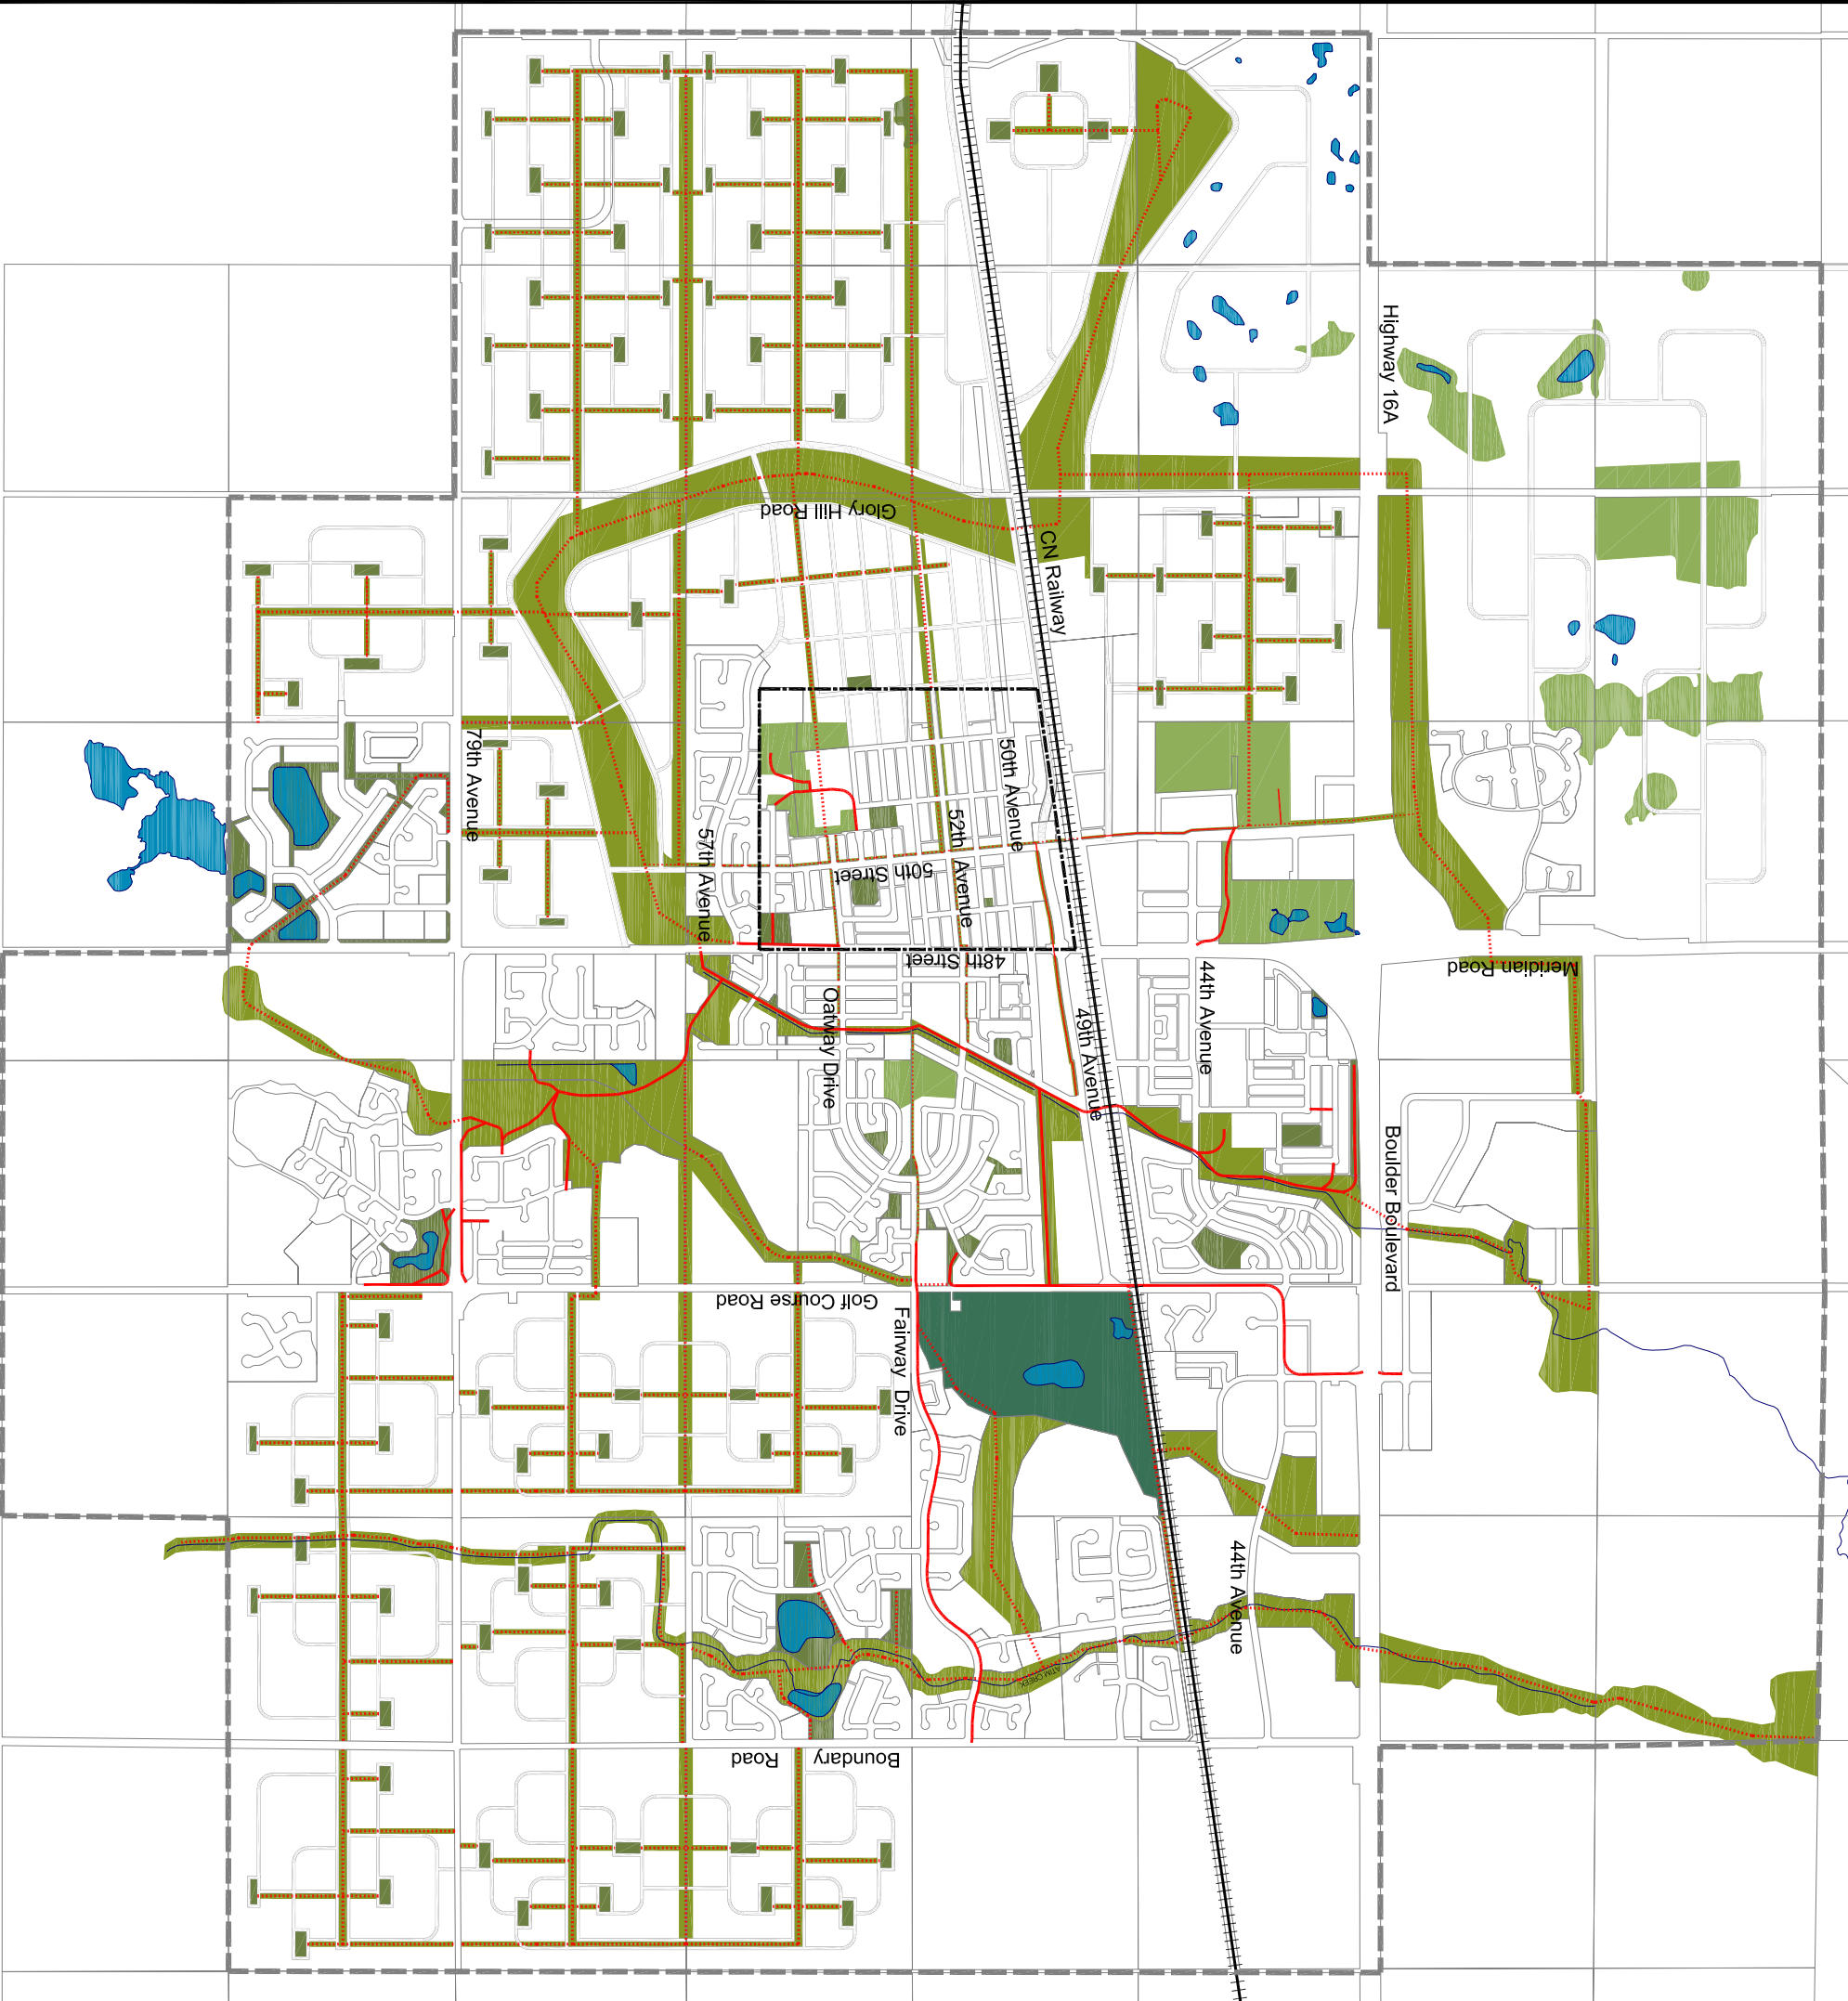 Highway 16A
Glory Hill Road
CN Railway
79th Avenue
50th Avenue
57th Avenue
52th Avenue
50th Street
48th Street
Meridian Road
44th Avenue
Oatway Drive
49th Avenue
Boulder Boulevard
Golf Course Road
Fairway Drive
44th Avenue
ATIM CREEK
Boundary Road